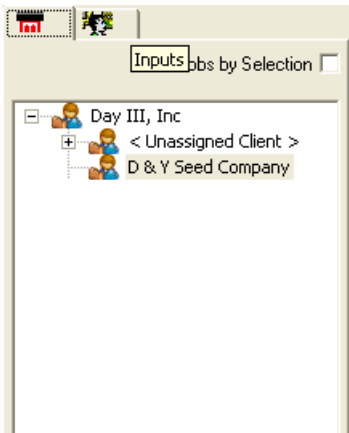 Inputs
obs by Selection
Day III, Inc
< Unassigned Client >
D & Y Seed Company